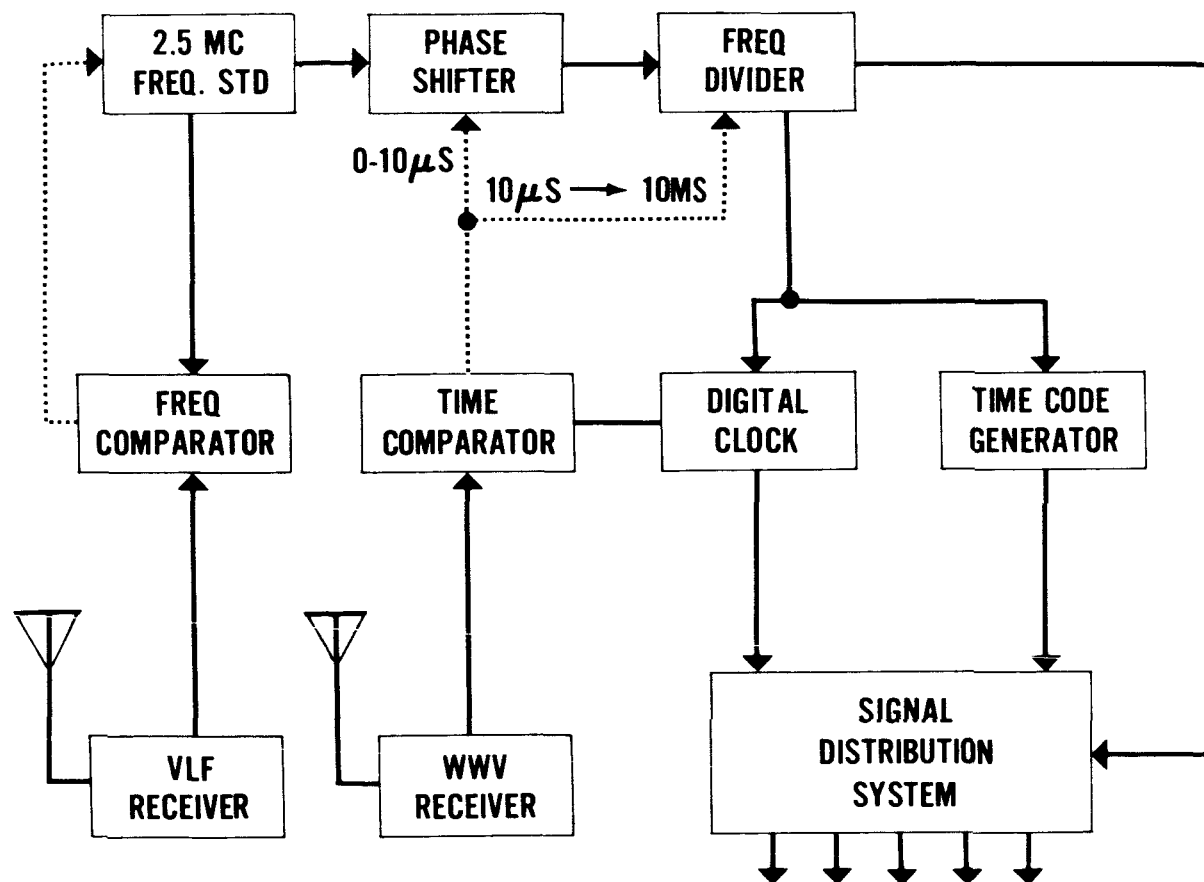 2.5 MC
FREQ. STD
PHASE
SHIFTER
FREQ
DIVIDER
0-10μS
10μS → 10MS
FREQ
COMPARATOR
TIME
COMPARATOR
DIGITAL
CLOCK
TIME CODE
GENERATOR
VLF
RECEIVER
WWV
RECEIVER
SIGNAL
DISTRIBUTION
SYSTEM